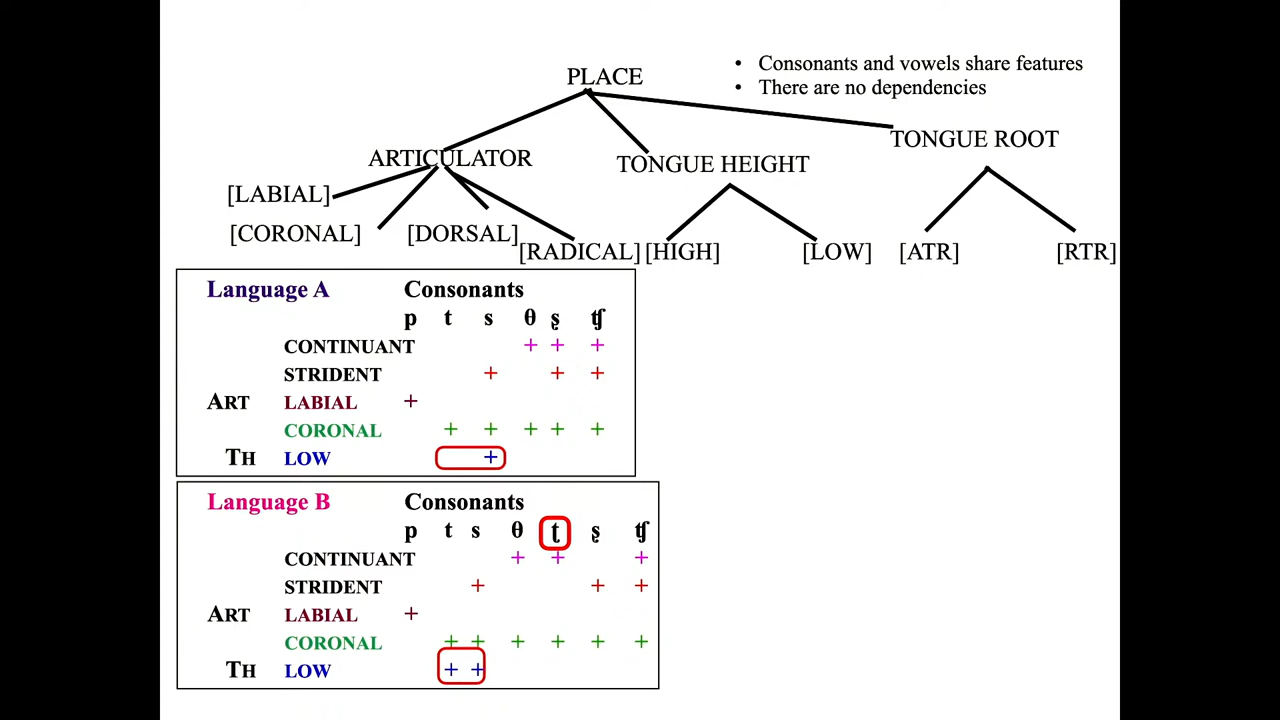 PLACE
• Consonants and vowels share features
• There are no dependencies
ARTICULATOR
TONGUE HEIGHT
TONGUE ROOT
[LABIAL]
[CORONAL]
[DORSAL]
[RADICAL]
[HIGH]
[LOW]
[ATR]
[RTR]
Language A Consonants
p t s θ ʂ ʧ
CONTINUANT + + +
STRIDENT + + +
ART LABIAL +
CORONAL + + + + +
TH LOW +
Language B Consonants
p t s θ ʈ ʂ ʧ
CONTINUANT + + +
STRIDENT + + +
ART LABIAL +
CORONAL + + + + + +
TH LOW + +